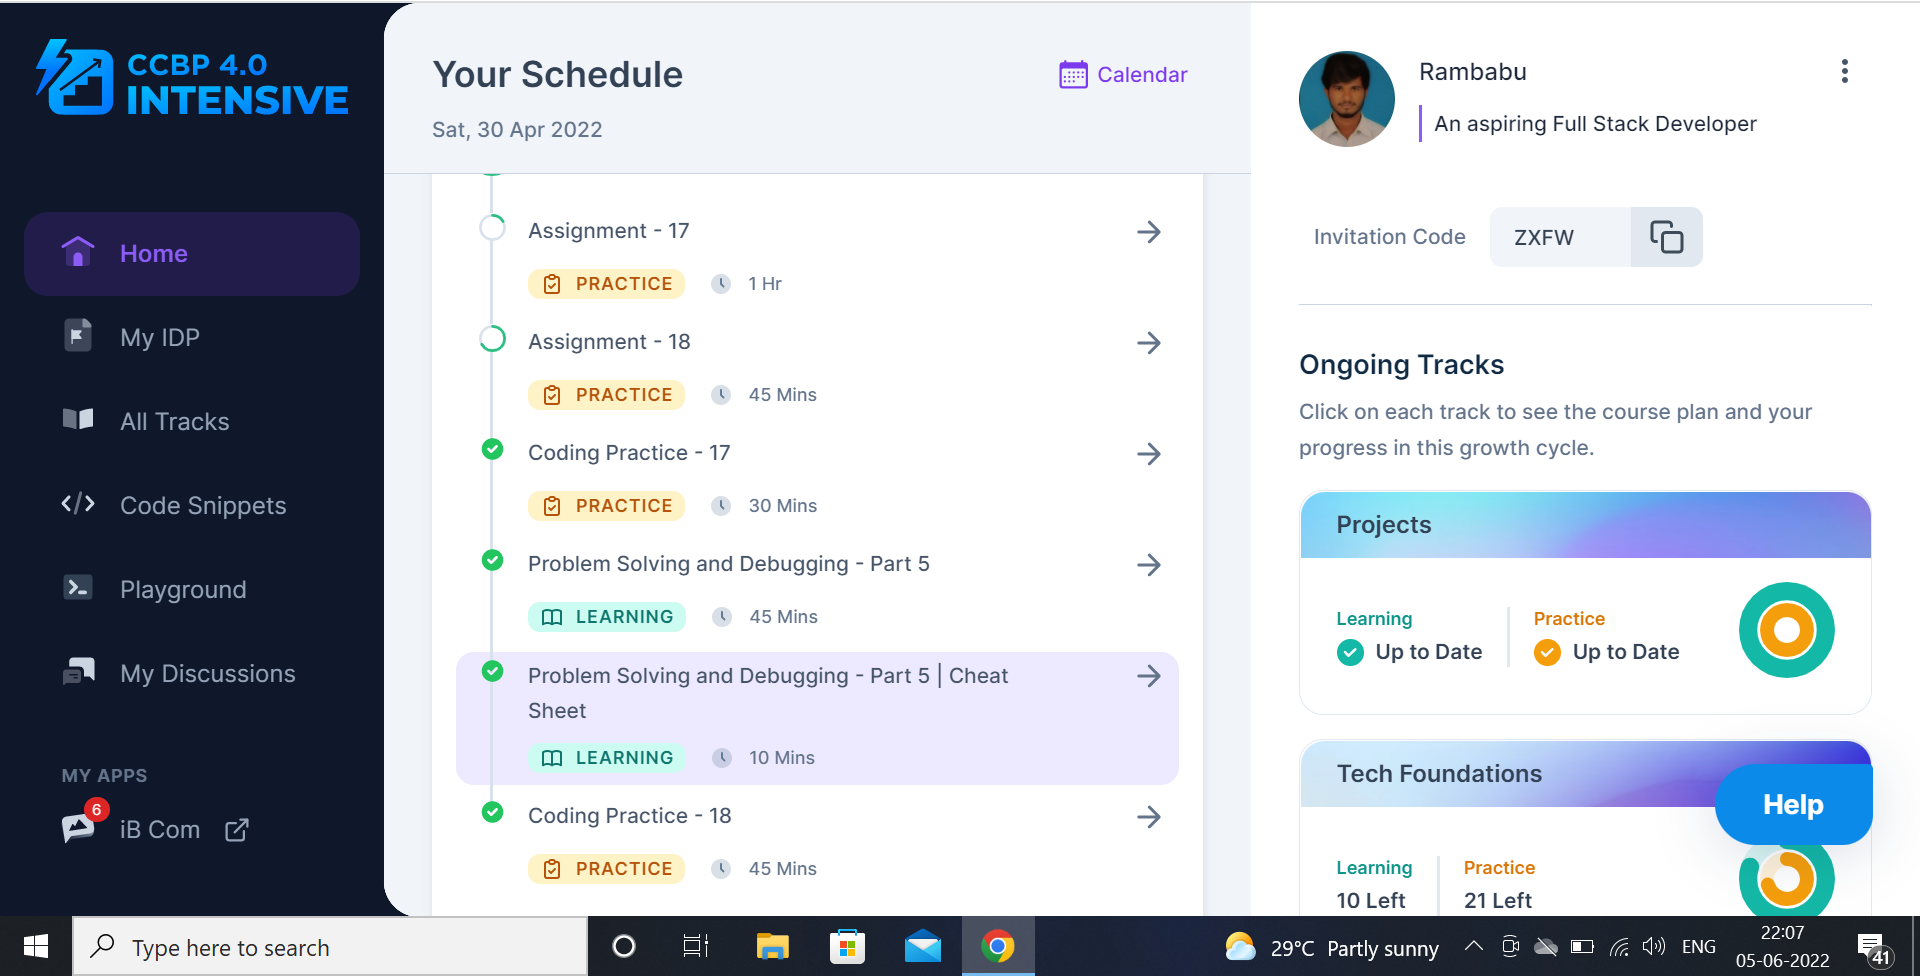 CCBP 4.0
INTENSIVE
Home
My IDP
All Tracks
Code Snippets
Playground
My Discussions
MY APPS
6
iB Com
Your Schedule
Calendar
Sat, 30 Apr 2022
Assignment - 17
PRACTICE 1 Hr
Assignment - 18
PRACTICE 45 Mins
Coding Practice - 17
PRACTICE 30 Mins
Problem Solving and Debugging - Part 5
LEARNING 45 Mins
Problem Solving and Debugging - Part 5 | Cheat
Sheet
LEARNING 10 Mins
Coding Practice - 18
PRACTICE 45 Mins
Rambabu
An aspiring Full Stack Developer
Invitation Code ZXFW
Ongoing Tracks
Click on each track to see the course plan and your
progress in this growth cycle.
Projects
Learning Practice
Up to Date Up to Date
Tech Foundations
Help
Learning Practice
10 Left 21 Left
Type here to search
29°C Partly sunny
ENG
22:07
05-06-2022
41